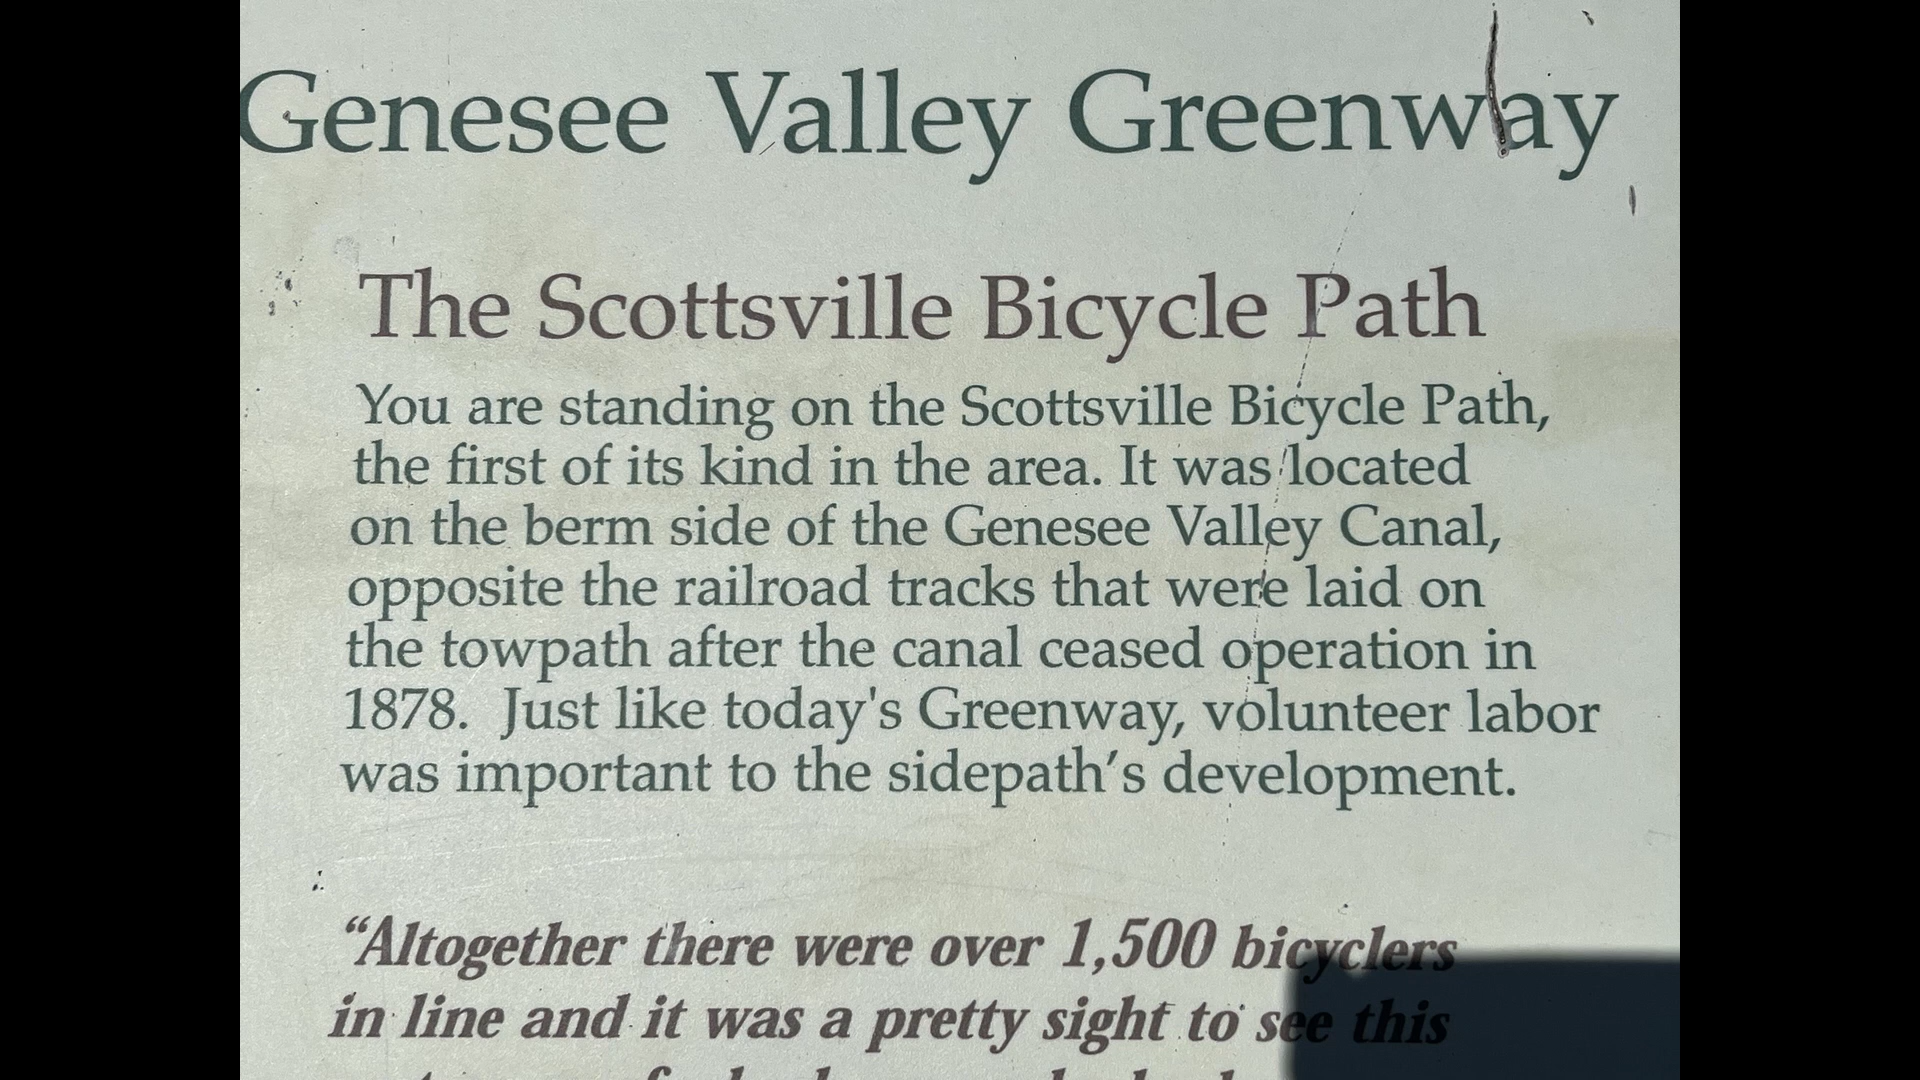 Genesee Valley Greenway
The Scottsville Bicycle Path
You are standing on the Scottsville Bicycle Path,
the first of its kind in the area. It was located
on the berm side of the Genesee Valley Canal,
opposite the railroad tracks that were laid on
the towpath after the canal ceased operation in
1878.  Just like today's Greenway, volunteer labor
was important to the sidepath’s development.
“Altogether there were over 1,500 bicyclers
in line and it was a pretty sight to see this